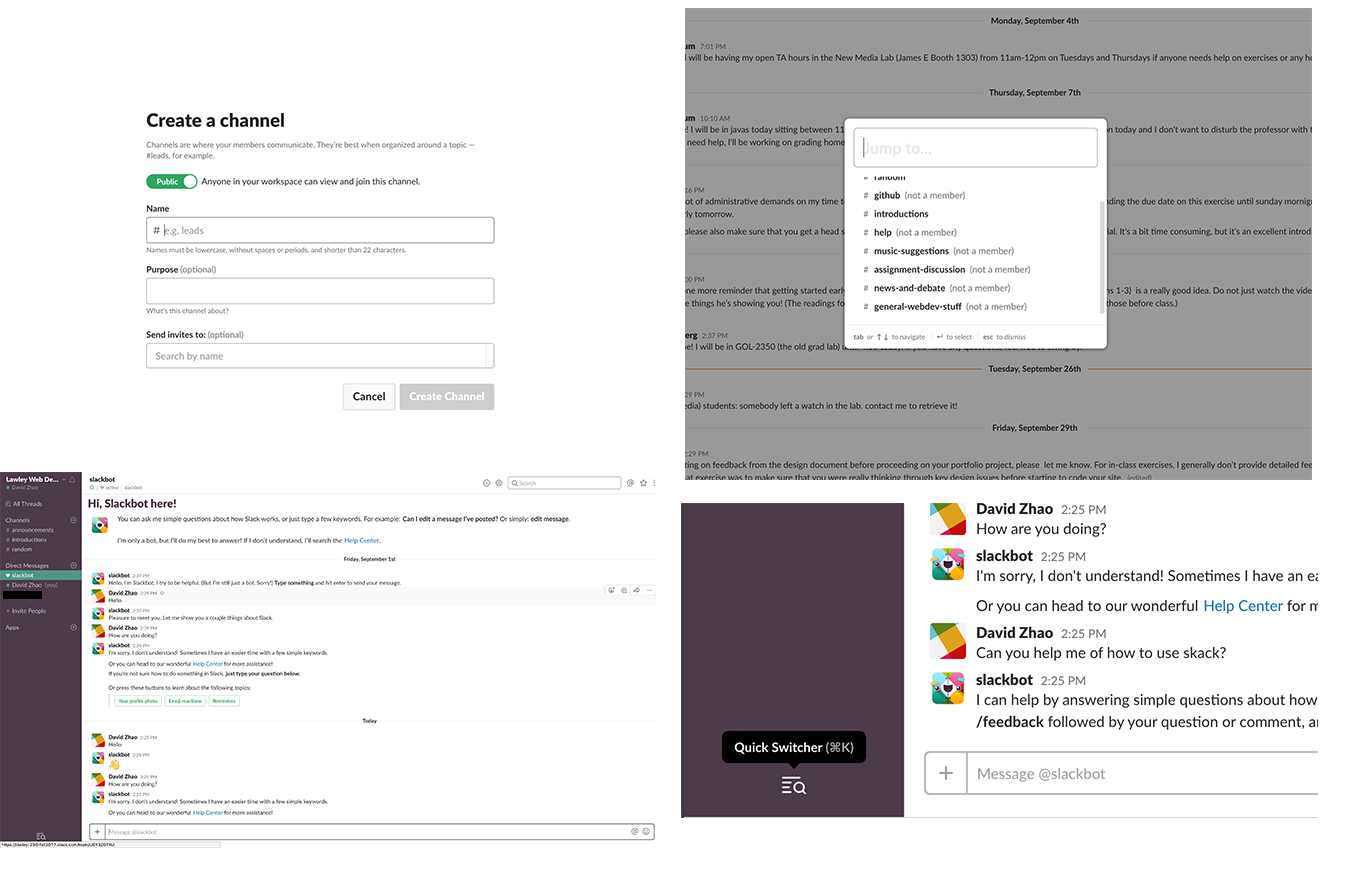 Create a channel
Channels are where your members communicate. They're best when organized around a topic —
#leads, for example.
Public Anyone in your workspace can view and join this channel.
Name
# e.g. leads
Names must be lowercase, without spaces or periods, and shorter than 22 characters.
Purpose (optional)
What's this channel about?
Send invites to: (optional)
Search by name
Cancel Create Channel
Monday, September 4th
um 7:01 PM
will be having my open TA hours in the New Media Lab (James E Booth 1303) from 11am-12pm on Tuesdays and Thursdays if anyone needs help on exercises or any
Thursday, September 7th
um 10:10 AM
! I will be in javas today sitting between 11
on today and I don't want to disturb the professor with
need help, I'll be working on grading home
Jump to...
# random
# github (not a member)
# introductions
# help (not a member)
# music-suggestions (not a member)
# assignment-discussion (not a member)
# news-and-debate (not a member)
# general-webdev-stuff (not a member)
tab or ↑ ↓ to navigate ↵ to select esc to dismiss
16 PM
ot of administrative demands on my time
nding the due date on this exercise until sunday
rly tomorrow.
please also make sure that you get a head
ial. It's a bit time consuming, but it's an excellent
00 PM
one more reminder that getting started early
ns 1-3) is a really good idea. Do not just watch the
e things he's showing you! (The readings
those before class.)
erg 2:37 PM
e! I will be in GOL-2350 (the old grad lab)
Tuesday, September 26th
:29 PM
edia) students: somebody left a watch in the lab. contact me to retrieve it!
Friday, September 29th
2:29 PM
ting on feedback from the design document before proceeding on your portfolio project, please let me know. For in-class exercises, I generally don't provide detailed
at exercise was to make sure that you were really thinking through key design issues before starting to code your site. (edited)
Lawley Web De...
David Zhao
All Threads
Channels
# announcements
# introductions
# random
Direct Messages
slackbot
David Zhao (you)
+ Invite People
Apps
slackbot
active slackbot
Search
Hi, Slackbot here!
You can ask me simple questions about how Slack works, or just type a few keywords. For example: Can I edit a message I've posted? Or simply: edit message.
I'm only a bot, but I'll do my best to answer! If I don't understand, I'll search the Help Center.
Friday, September 1st
slackbot 2:39 PM
Hello, I'm Slackbot. I try to be helpful. (But I'm still just a bot. Sorry!) Type something and hit enter to send your message.
David Zhao 2:39 PM
Hello
slackbot 2:39 PM
Pleasure to meet you. Let me show you a couple things about Slack.
David Zhao 2:39 PM
How are you doing?
slackbot 2:39 PM
I'm sorry, I don't understand! Sometimes I have an easier time with a few simple keywords.
Or you can head to our wonderful Help Center for more assistance!
If you're not sure how to do something in Slack, just type your question below.
Or press these buttons to learn about the following topics:
Your profile photo Emoji reactions Reminders
Today
David Zhao 2:25 PM
Hello
slackbot 2:25 PM
David Zhao 2:25 PM
How are you doing?
slackbot 2:25 PM
I'm sorry, I don't understand! Sometimes I have an easier time with a few simple keywords.
Or you can head to our wonderful Help Center for more assistance!
+ Message @slackbot
David Zhao 2:25 PM
How are you doing?
slackbot 2:25 PM
I'm sorry, I don't understand! Sometimes I have an
Or you can head to our wonderful Help Center for
David Zhao 2:25 PM
Can you help me of how to use skack?
slackbot 2:25 PM
I can help by answering simple questions about how
/feedback followed by your question or comment,
Quick Switcher (⌘K)
+ Message @slackbot